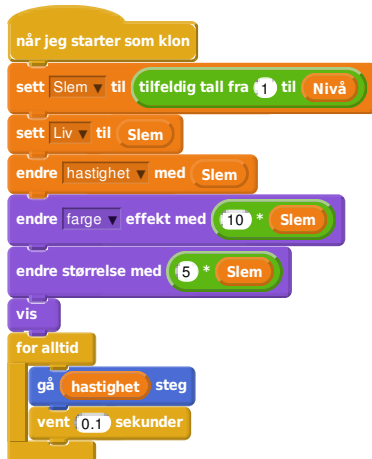 når jeg starter som klon
sett Slem til tilfeldig tall fra 1 til Nivå
sett Liv til Slem
endre hastighet med Slem
endre farge effekt med 10 * Slem
endre størrelse med 5 * Slem
vis
for alltid
gå hastighet steg
vent 0.1 sekunder